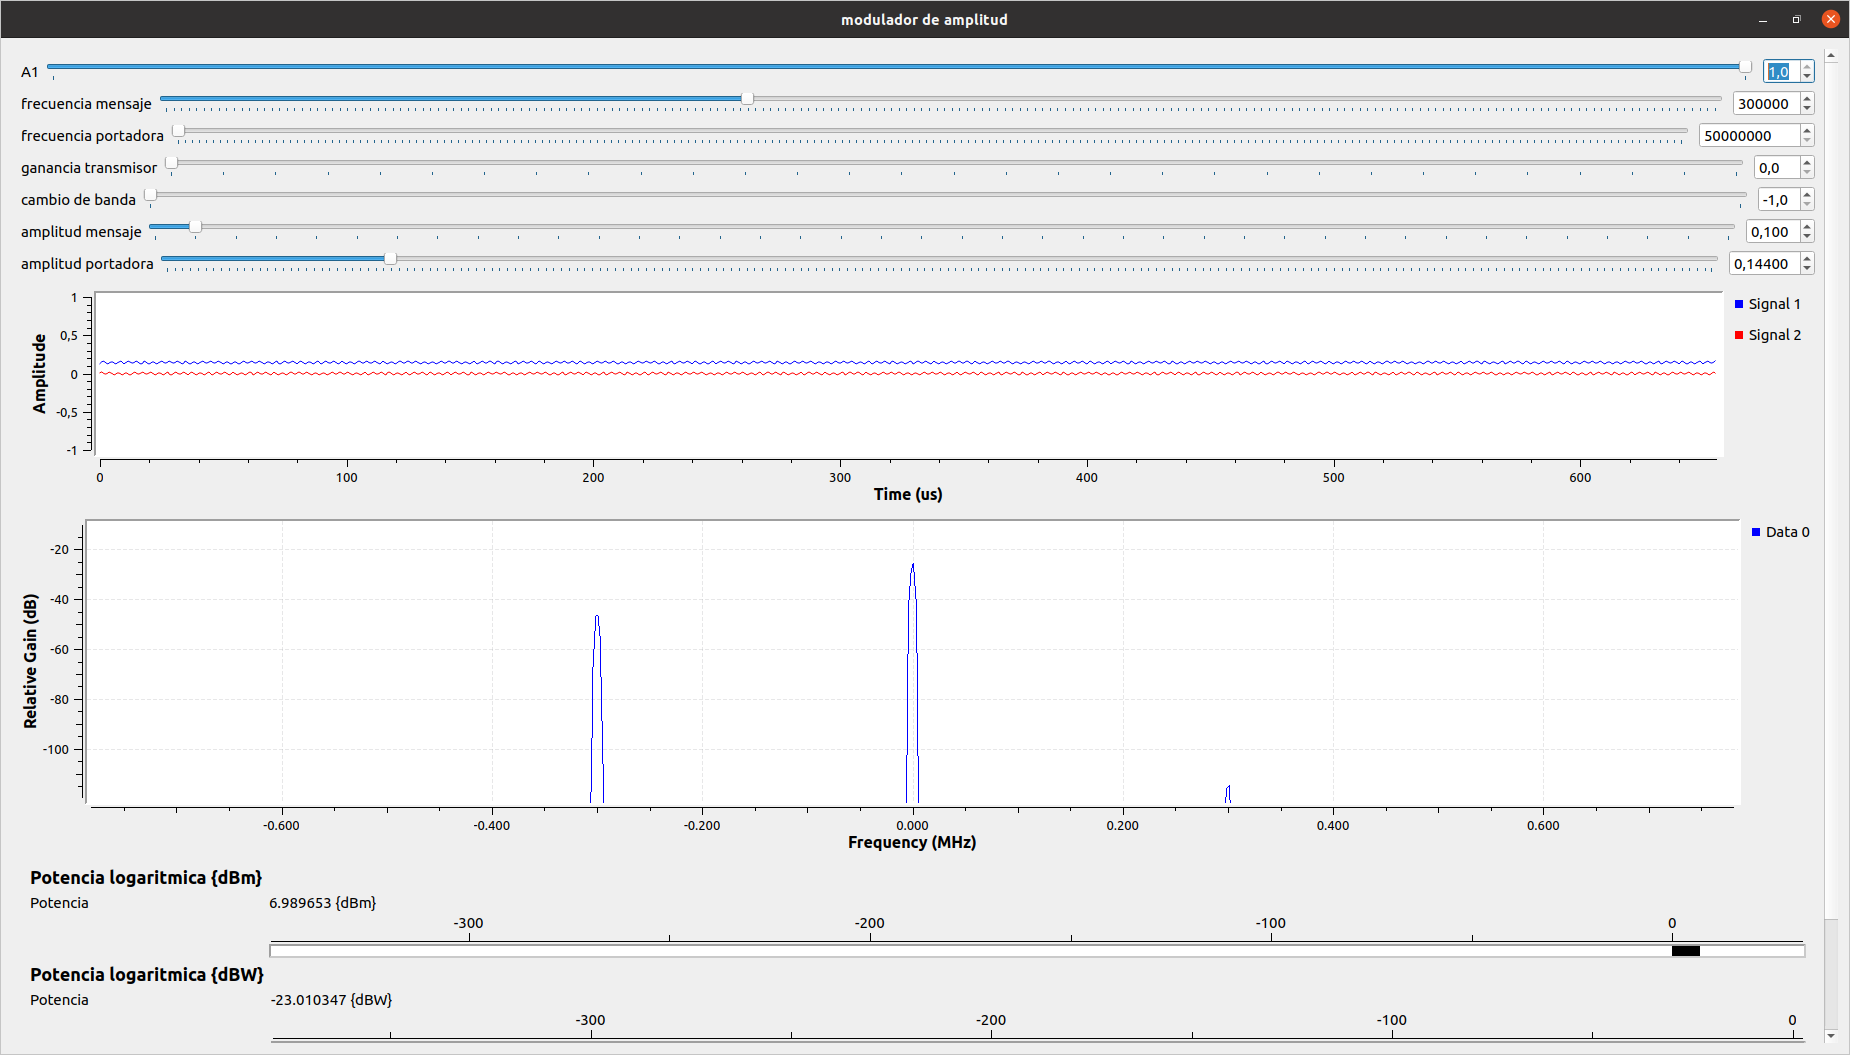 modulador de amplitud
A1 1,0
frecuencia mensaje 300000
frecuencia portadora 50000000
ganancia transmisor 0,0
cambio de banda -1,0
amplitud mensaje 0,100
amplitud portadora 0,14400
Amplitude
1
0,5
0
-0,5
-1
Signal 1
Signal 2
0 100 200 300 400 500 600
Time (us)
Relative Gain (dB)
-20
-40
-60
-80
-100
Data 0
-0.600 -0.400 -0.200 0.000 0.200 0.400 0.600
Frequency (MHz)
Potencia logaritmica {dBm}
Potencia 6.989653 {dBm}
-300 -200 -100 0
Potencia logaritmica {dBW}
Potencia -23.010347 {dBW}
-300 -200 -100 0